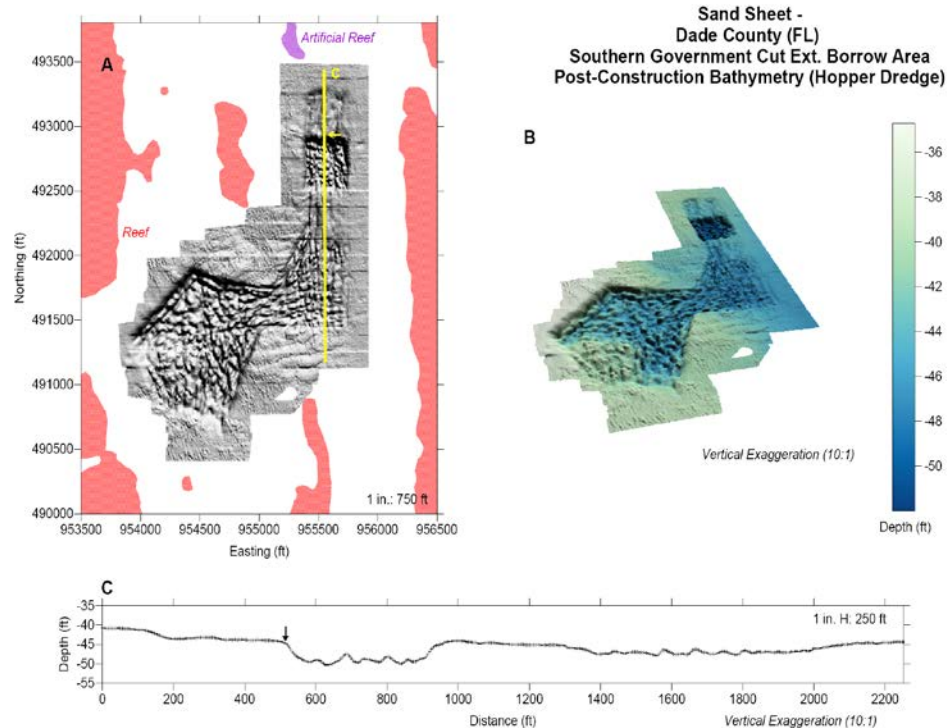 Sand Sheet -
Dade County (FL)
Southern Government Cut Ext. Borrow Area
Post-Construction Bathymetry (Hopper Dredge)
A
Artificial Reef
C
Reef
Northing (ft)
493500
493000
492500
492000
491500
491000
490500
490000
1 in.: 750 ft
953500 954000 954500 955000 955500 956000 956500
Easting (ft)
B
-36
-38
-40
-42
-44
-46
-48
-50
Vertical Exaggeration (10:1)
Depth (ft)
C
Depth (ft)
-35
-40
-45
-50
-55
1 in. H: 250 ft
0 200 400 600 800 1000 1200 1400 1600 1800 2000 2200
Distance (ft)
Vertical Exaggeration (10:1)